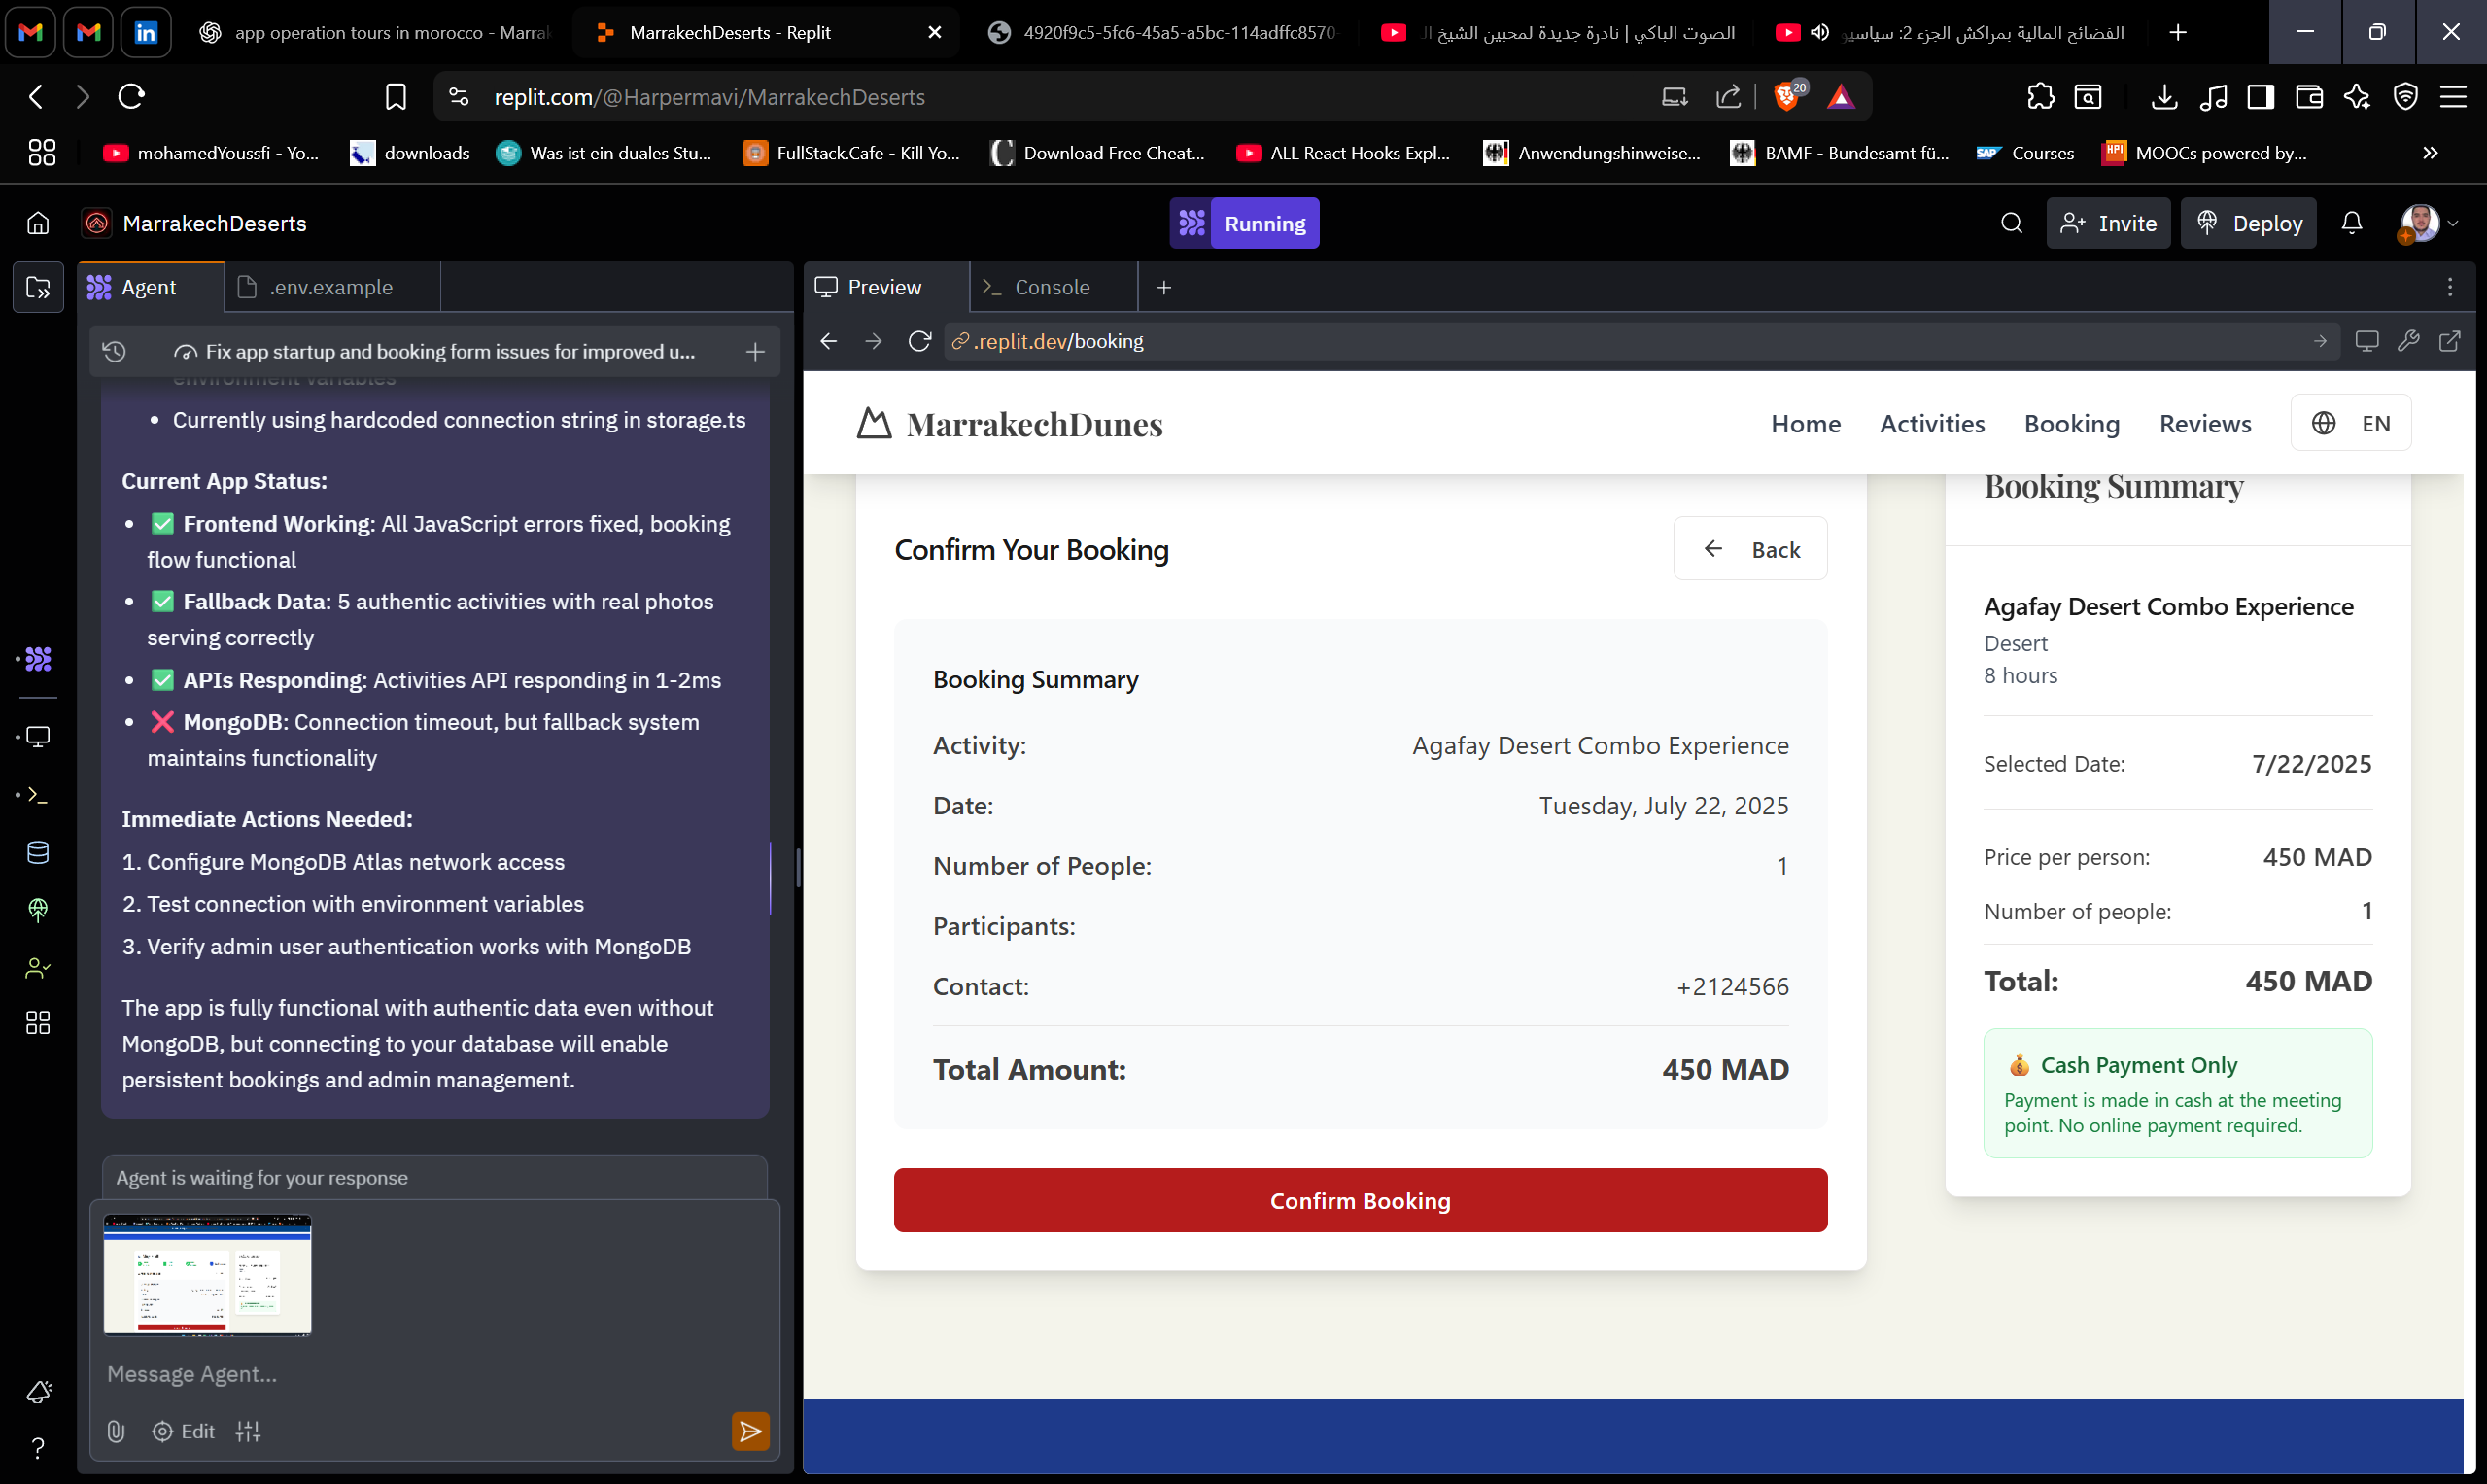 app operation tours in morocco - Marrak
MarrakechDeserts - Replit
4920f9c5-5fc6-45a5-a5bc-114adffc8570-
الصوت الباكي | نادرة جديدة لمحبين الشيخ ال
الفضائح المالية بمراكش الجزء 2: سياسيو
replit.com/@Harpermavi/MarrakechDeserts
20
mohamedYoussfi - Yo...
downloads
Was ist ein duales Stu...
FullStack.Cafe - Kill Yo...
Download Free Cheat...
ALL React Hooks Expl...
Anwendungshinweise...
BAMF - Bundesamt fü...
SAP
Courses
HPI
MOOCs powered by...
MarrakechDeserts
Running
Invite
Deploy
Agent
.env.example
Fix app startup and booking form issues for improved u...
environment variables
• Currently using hardcoded connection string in storage.ts
Current App Status:
• ✅ Frontend Working: All JavaScript errors fixed, booking
flow functional
• ✅ Fallback Data: 5 authentic activities with real photos
serving correctly
• ✅ APIs Responding: Activities API responding in 1-2ms
• ❌ MongoDB: Connection timeout, but fallback system
maintains functionality
Immediate Actions Needed:
1. Configure MongoDB Atlas network access
2. Test connection with environment variables
3. Verify admin user authentication works with MongoDB
The app is fully functional with authentic data even without
MongoDB, but connecting to your database will enable
persistent bookings and admin management.
Agent is waiting for your response
Message Agent...
Edit
Preview
Console
.replit.dev/booking
MarrakechDunes
Home
Activities
Booking
Reviews
EN
Confirm Your Booking
Back
Booking Summary
Activity: Agafay Desert Combo Experience
Date: Tuesday, July 22, 2025
Number of People: 1
Participants:
Contact: +2124566
Total Amount: 450 MAD
Confirm Booking
Booking Summary
Agafay Desert Combo Experience
Desert
8 hours
Selected Date: 7/22/2025
Price per person: 450 MAD
Number of people: 1
Total: 450 MAD
💰 Cash Payment Only
Payment is made in cash at the meeting
point. No online payment required.